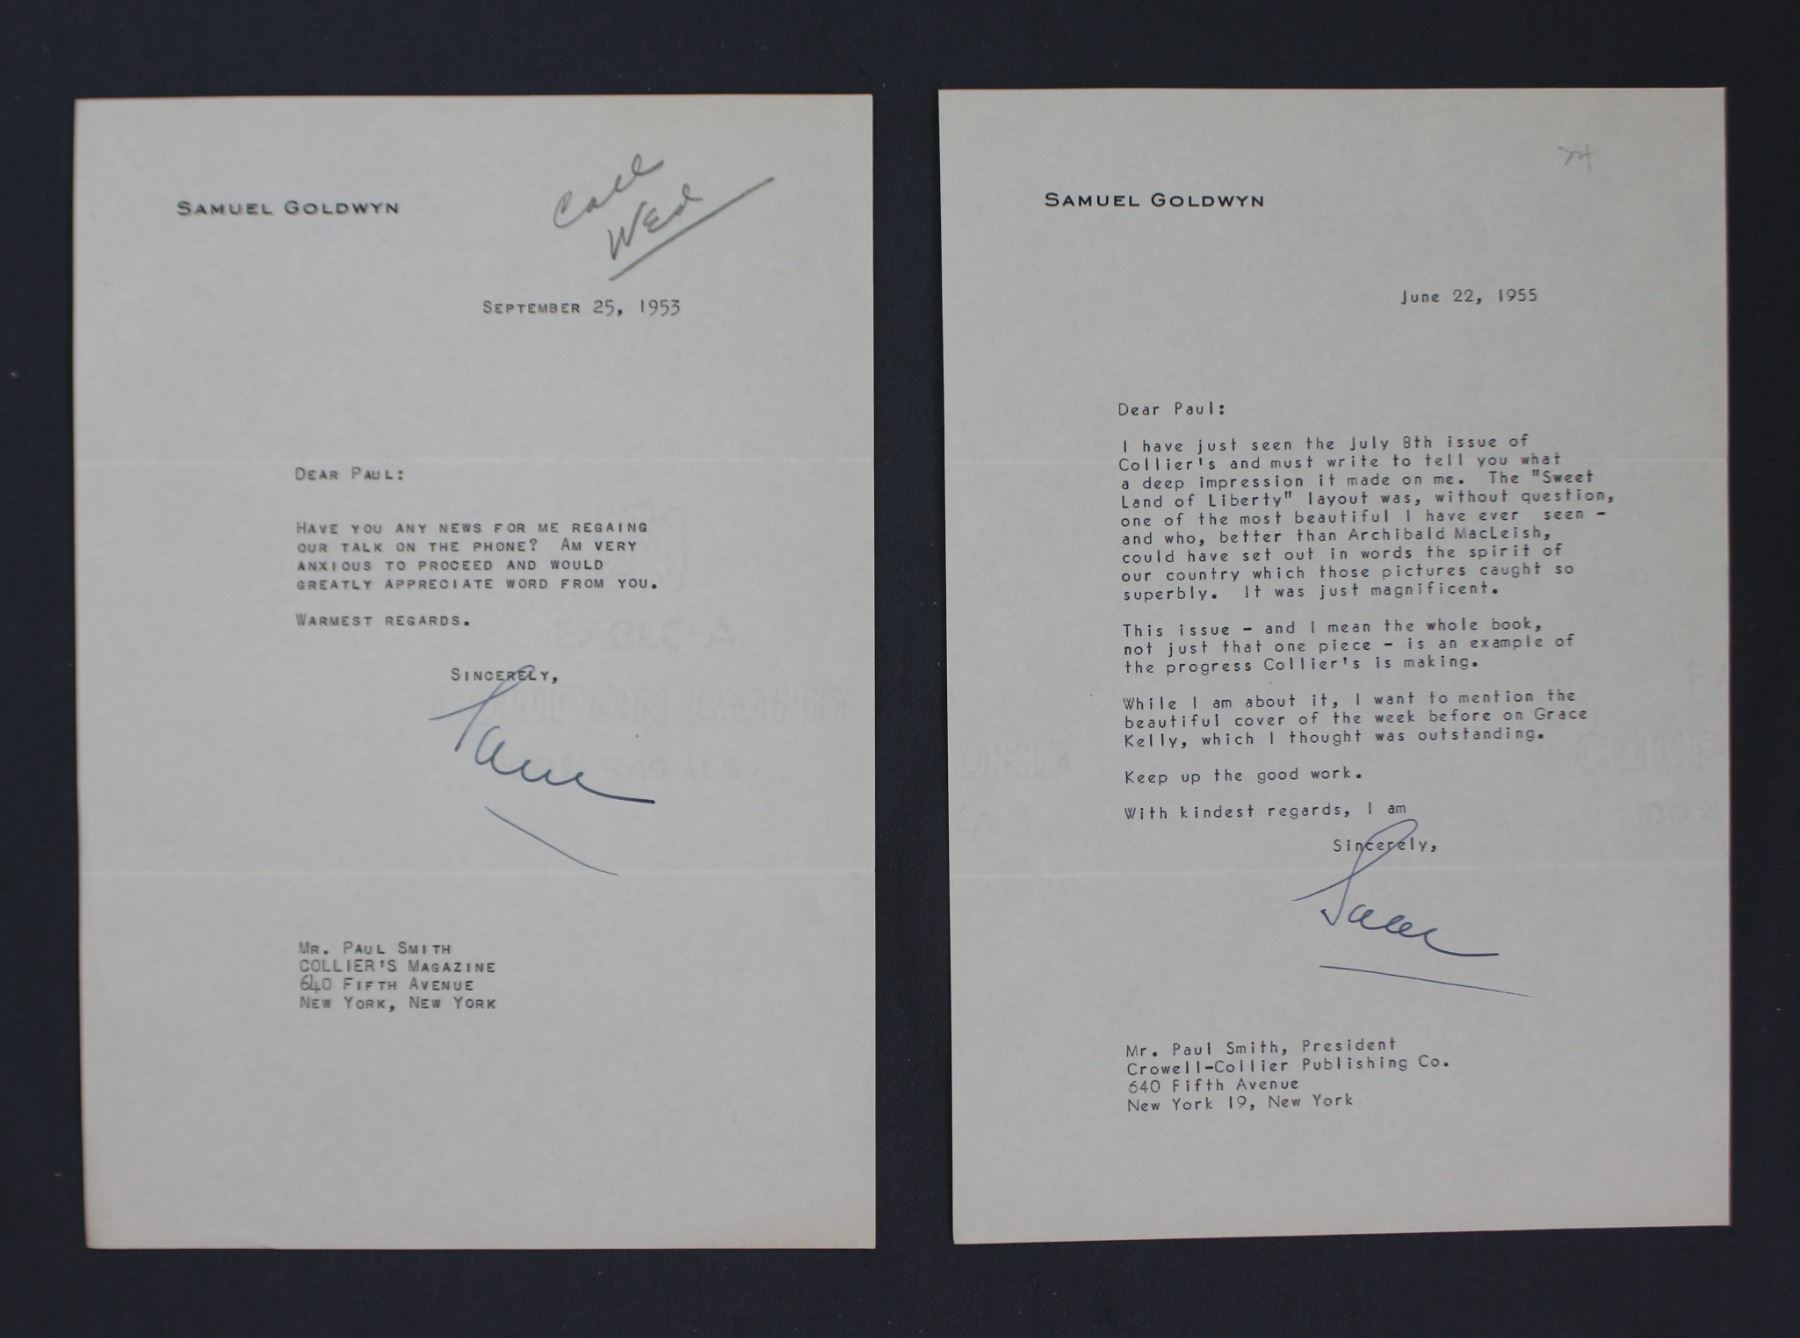 SAMUEL GOLDWYN
Call
Wed
SEPTEMBER 25, 1953
DEAR PAUL:
HAVE YOU ANY NEWS FOR ME REGAING
OUR TALK ON THE PHONE? AM VERY
ANXIOUS TO PROCEED AND WOULD
GREATLY APPRECIATE WORD FROM YOU.
WARMEST REGARDS.
SINCERELY,
Sam
MR. PAUL SMITH
COLLIER'S MAGAZINE
640 FIFTH AVENUE
NEW YORK, NEW YORK
SAMUEL GOLDWYN
June 22, 1955
Dear Paul:
I have just seen the July 8th issue of
Collier's and must write to tell you what
a deep impression it made on me. The "Sweet
Land of Liberty" layout was, without question,
one of the most beautiful I have ever seen -
and who, better than Archibald MacLeish,
could have set out in words the spirit of
our country which those pictures caught so
superbly. It was just magnificent.
This issue - and I mean the whole book,
not just that one piece - is an example of
the progress Collier's is making.
While I am about it, I want to mention the
beautiful cover of the week before on Grace
Kelly, which I thought was outstanding.
Keep up the good work.
With kindest regards, I am
Sincerely,
Sam
Mr. Paul Smith, President
Crowell-Collier Publishing Co.
640 Fifth Avenue
New York 19, New York